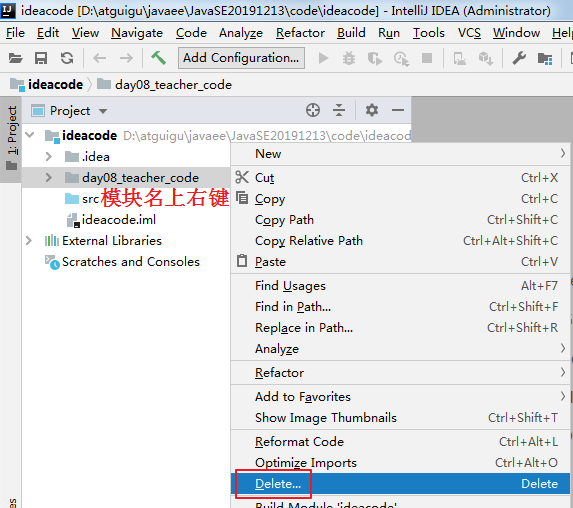 ideacode [D:\atguigu\javaee\JavaSE20191213\code\ideacode] - IntelliJ IDEA (Administrator)
File Edit View Navigate Code Analyze Refactor Build Run Tools VCS Window Help
Add Configuration...
ideacode day08_teacher_code
1: Project
Project
ideacode D:\atguigu\javaee\JavaSE20191213\code\ideacod
.idea
day08_teacher_code
src模块名上右键
ideacode.iml
External Libraries
Scratches and Consoles
New
Cut Ctrl+X
Copy Ctrl+C
Copy Path Ctrl+Shift+C
Copy Relative Path Ctrl+Alt+Shift+C
Paste Ctrl+V
Find Usages Alt+F7
Find in Path... Ctrl+Shift+F
Replace in Path... Ctrl+Shift+R
Analyze
Refactor
Add to Favorites
Show Image Thumbnails Ctrl+Shift+T
Reformat Code Ctrl+Alt+L
Optimize Imports Ctrl+Alt+O
Delete... Delete
Build Module 'ideacode'